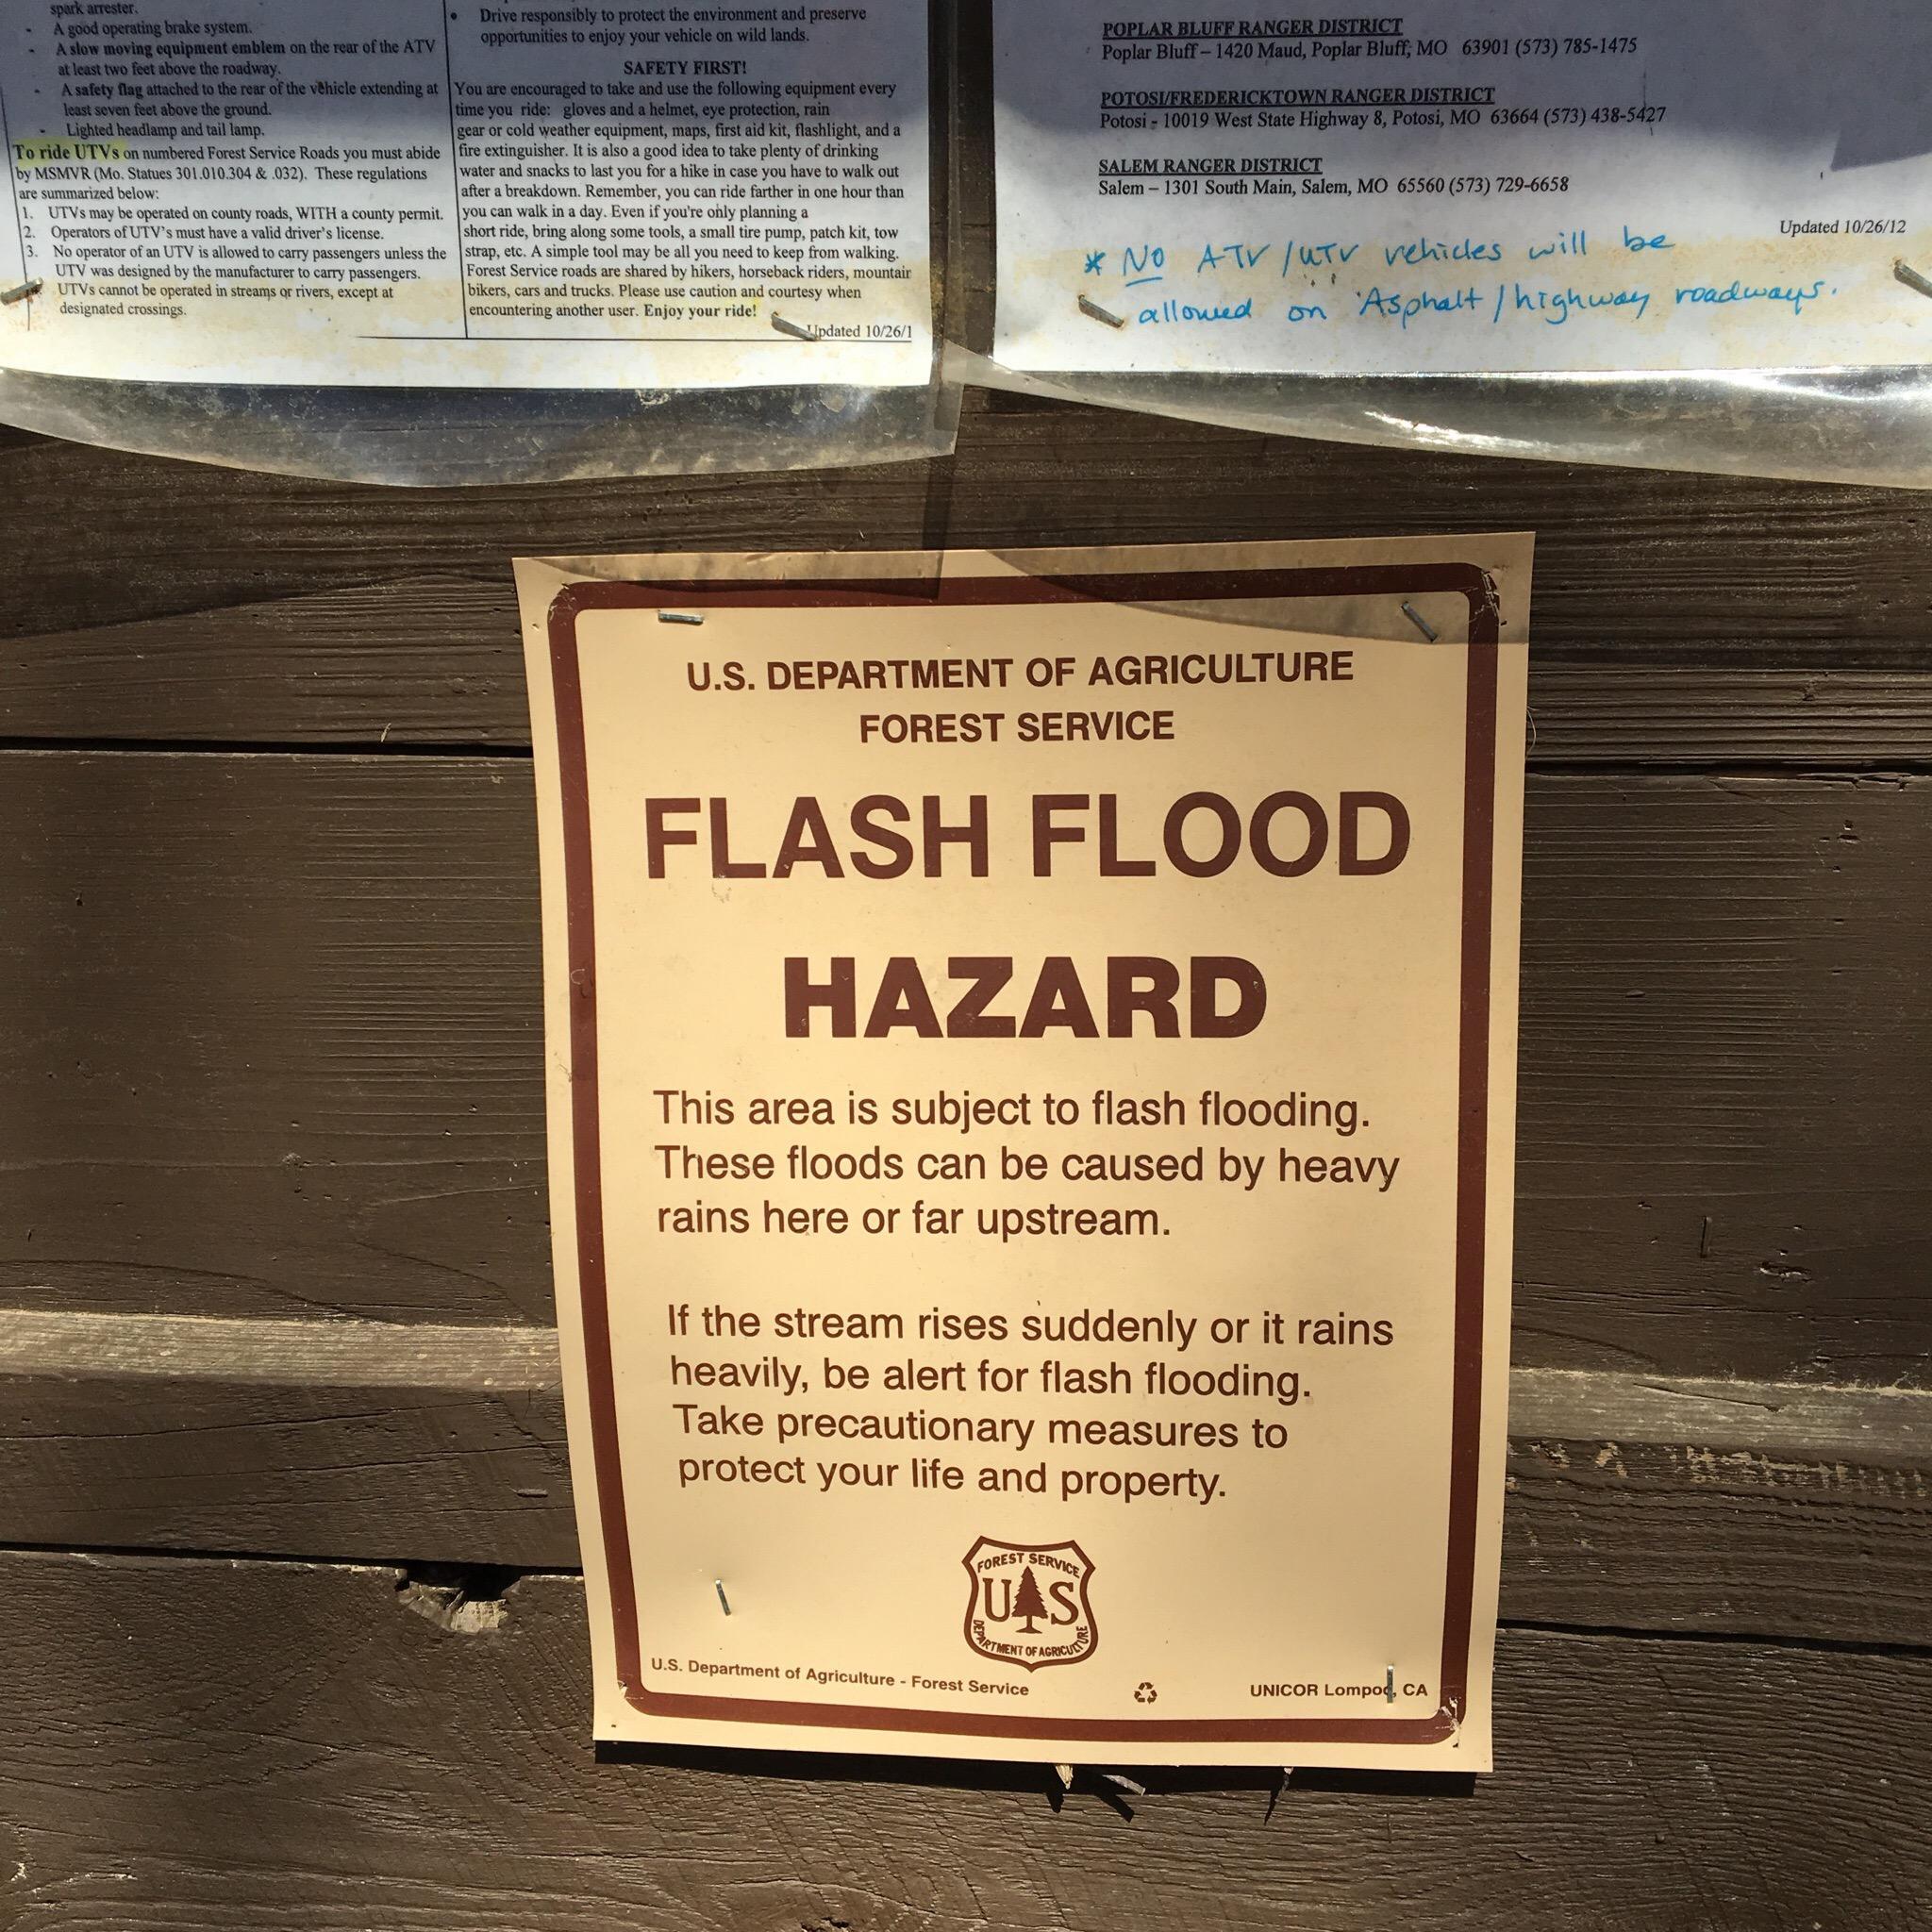 spark arrester.
- A good operating brake system.
- A slow moving equipment emblem on the rear of the ATV
at least two feet above the roadway.
- A safety flag attached to the rear of the vehicle extending at
least seven feet above the ground.
- Lighted headlamp and tail lamp.
To ride UTVs on numbered Forest Service Roads you must abide
by MSMVR (Mo. Statues 301.010.304 & .032). These regulations
are summarized below:
1. UTVs may be operated on county roads, WITH a county permit.
2. Operators of UTV's must have a valid driver's license.
3. No operator of an UTV is allowed to carry passengers unless the
UTV was designed by the manufacturer to carry passengers.
UTVs cannot be operated in streams or rivers, except at
designated crossings.
• Drive responsibly to protect the environment and preserve
opportunities to enjoy your vehicle on wild lands.
SAFETY FIRST!
You are encouraged to take and use the following equipment every
time you ride: gloves and a helmet, eye protection, rain
gear or cold weather equipment, maps, first aid kit, flashlight, and a
fire extinguisher. It is also a good idea to take plenty of drinking
water and snacks to last you for a hike in case you have to walk out
after a breakdown. Remember, you can ride farther in one hour than
you can walk in a day. Even if you're only planning a
short ride, bring along some tools, a small tire pump, patch kit, tow
strap, etc. A simple tool may be all you need to keep from walking.
Forest Service roads are shared by hikers, horseback riders, mountain
bikers, cars and trucks. Please use caution and courtesy when
encountering another user. Enjoy your ride!
Updated 10/26/1
POPLAR BLUFF RANGER DISTRICT
Poplar Bluff – 1420 Maud, Poplar Bluff, MO 63901 (573) 785-1475
POTOSI/FREDERICKTOWN RANGER DISTRICT
Potosi - 10019 West State Highway 8, Potosi, MO 63664 (573) 438-5427
SALEM RANGER DISTRICT
Salem – 1301 South Main, Salem, MO 65560 (573) 729-6658
Updated 10/26/12
* NO ATV/UTV vehicles will be
allowed on Asphalt/highway roadways.
U.S. DEPARTMENT OF AGRICULTURE
FOREST SERVICE
FLASH FLOOD
HAZARD
This area is subject to flash flooding.
These floods can be caused by heavy
rains here or far upstream.
If the stream rises suddenly or it rains
heavily, be alert for flash flooding.
Take precautionary measures to
protect your life and property.
FOREST SERVICE
U S
DEPARTMENT OF AGRICULTURE
U.S. Department of Agriculture - Forest Service
UNICOR Lompoc, CA